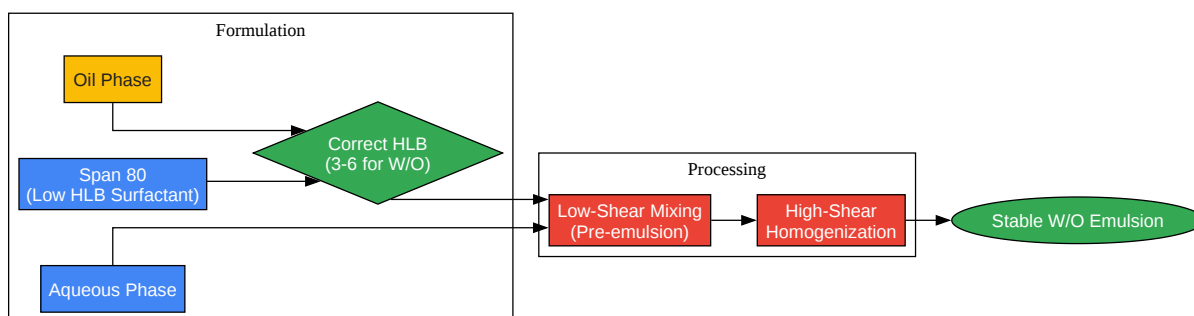 Formulation
Oil Phase
Correct HLB
(3-6 for W/O)
Span 80
(Low HLB Surfactant)
Aqueous Phase
Processing
Low-Shear Mixing
(Pre-emulsion)
High-Shear
Homogenization
Stable W/O Emulsion